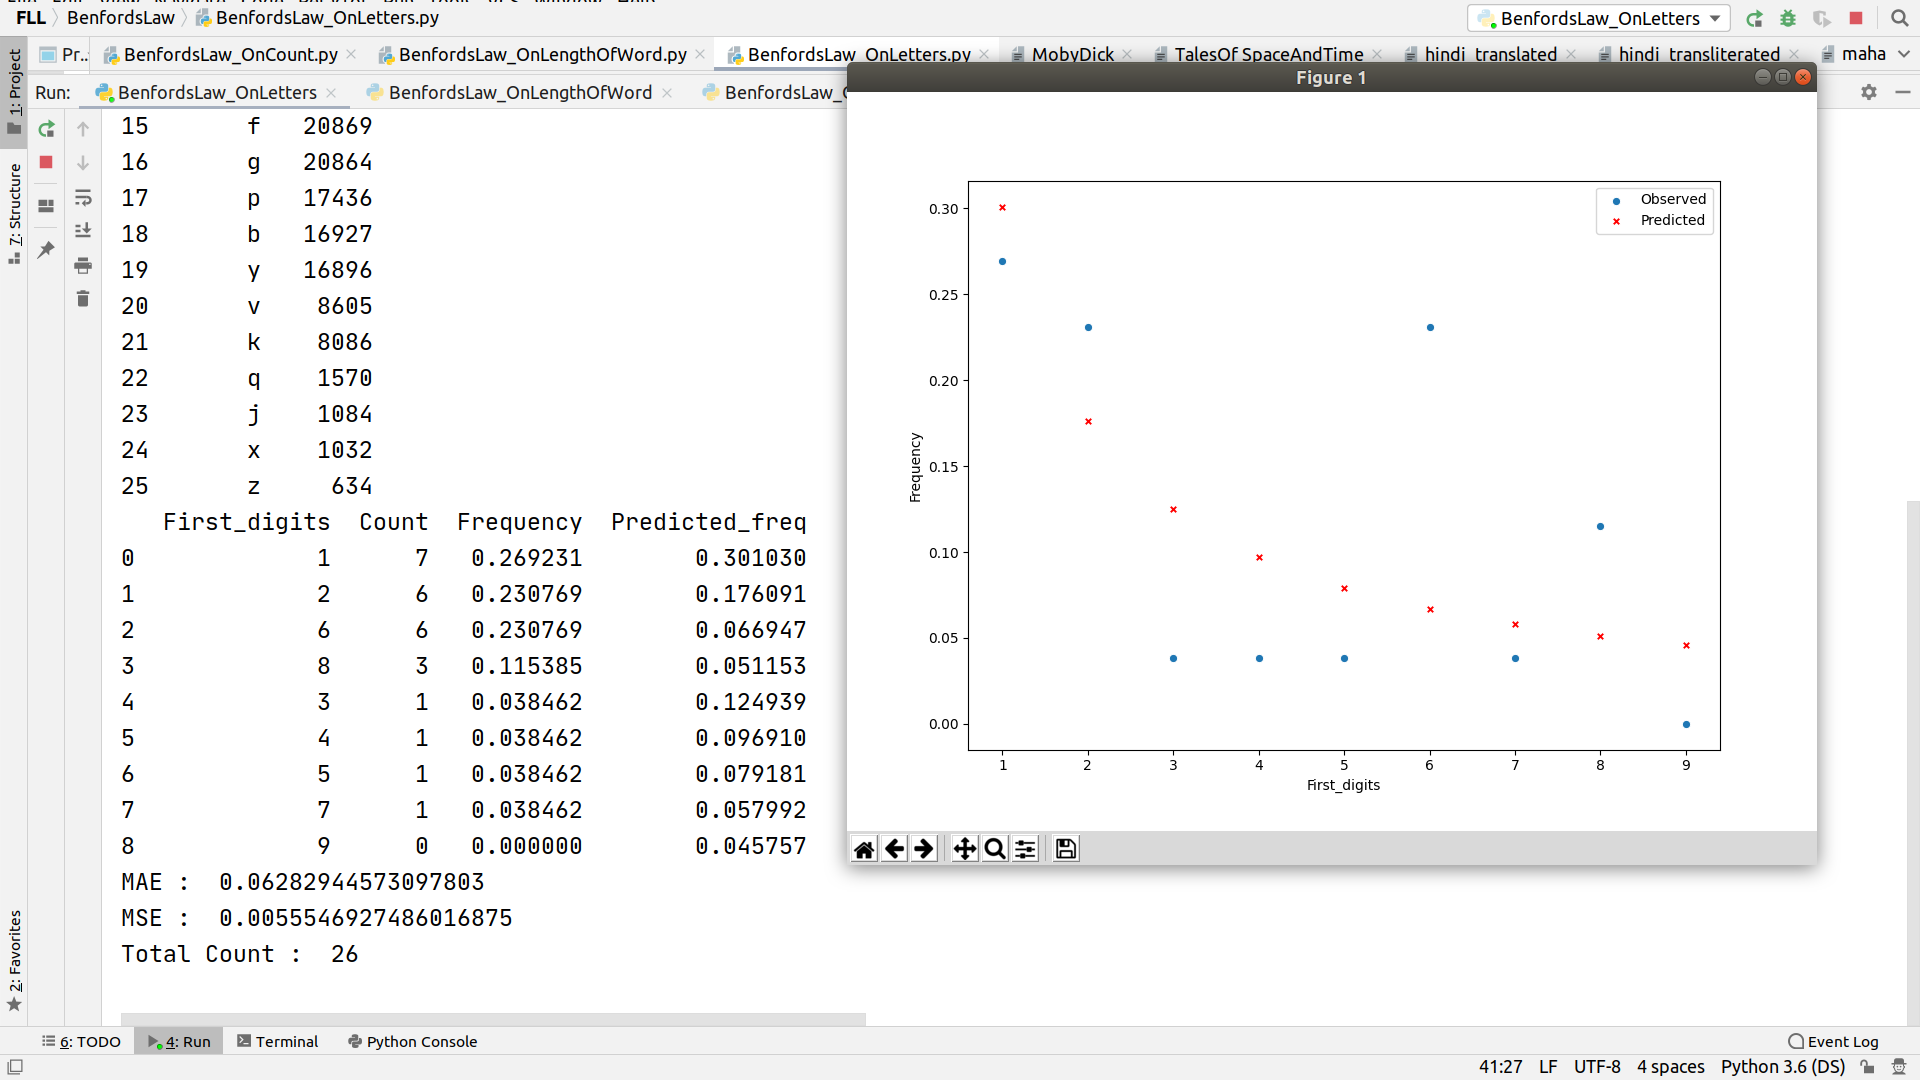 FLL BenfordsLaw BenfordsLaw_OnLetters.py
BenfordsLaw_OnLetters
Pr.. BenfordsLaw_OnCount.py BenfordsLaw_OnLengthOfWord.py BenfordsLaw_OnLetters.py MobyDick TalesOf SpaceAndTime hindi_translated hindi_transliterated maha
Run: BenfordsLaw_OnLetters BenfordsLaw_OnLengthOfWord BenfordsLaw_
1: Project
7: Structure
2: Favorites
15 f 20869
16 g 20864
17 p 17436
18 b 16927
19 y 16896
20 v 8605
21 k 8086
22 q 1570
23 j 1084
24 x 1032
25 z 634
First_digits Count Frequency Predicted_freq
0 1 7 0.269231 0.301030
1 2 6 0.230769 0.176091
2 6 6 0.230769 0.066947
3 8 3 0.115385 0.051153
4 3 1 0.038462 0.124939
5 4 1 0.038462 0.096910
6 5 1 0.038462 0.079181
7 7 1 0.038462 0.057992
8 9 0 0.000000 0.045757
MAE : 0.06282944573097803
MSE : 0.0055546927486016875
Total Count : 26
Figure 1
Observed
Predicted
0.30
0.25
0.20
0.15
0.10
0.05
0.00
Frequency
1 2 3 4 5 6 7 8 9
First_digits
6: TODO 4: Run Terminal Python Console Event Log
41:27 LF UTF-8 4 spaces Python 3.6 (DS)